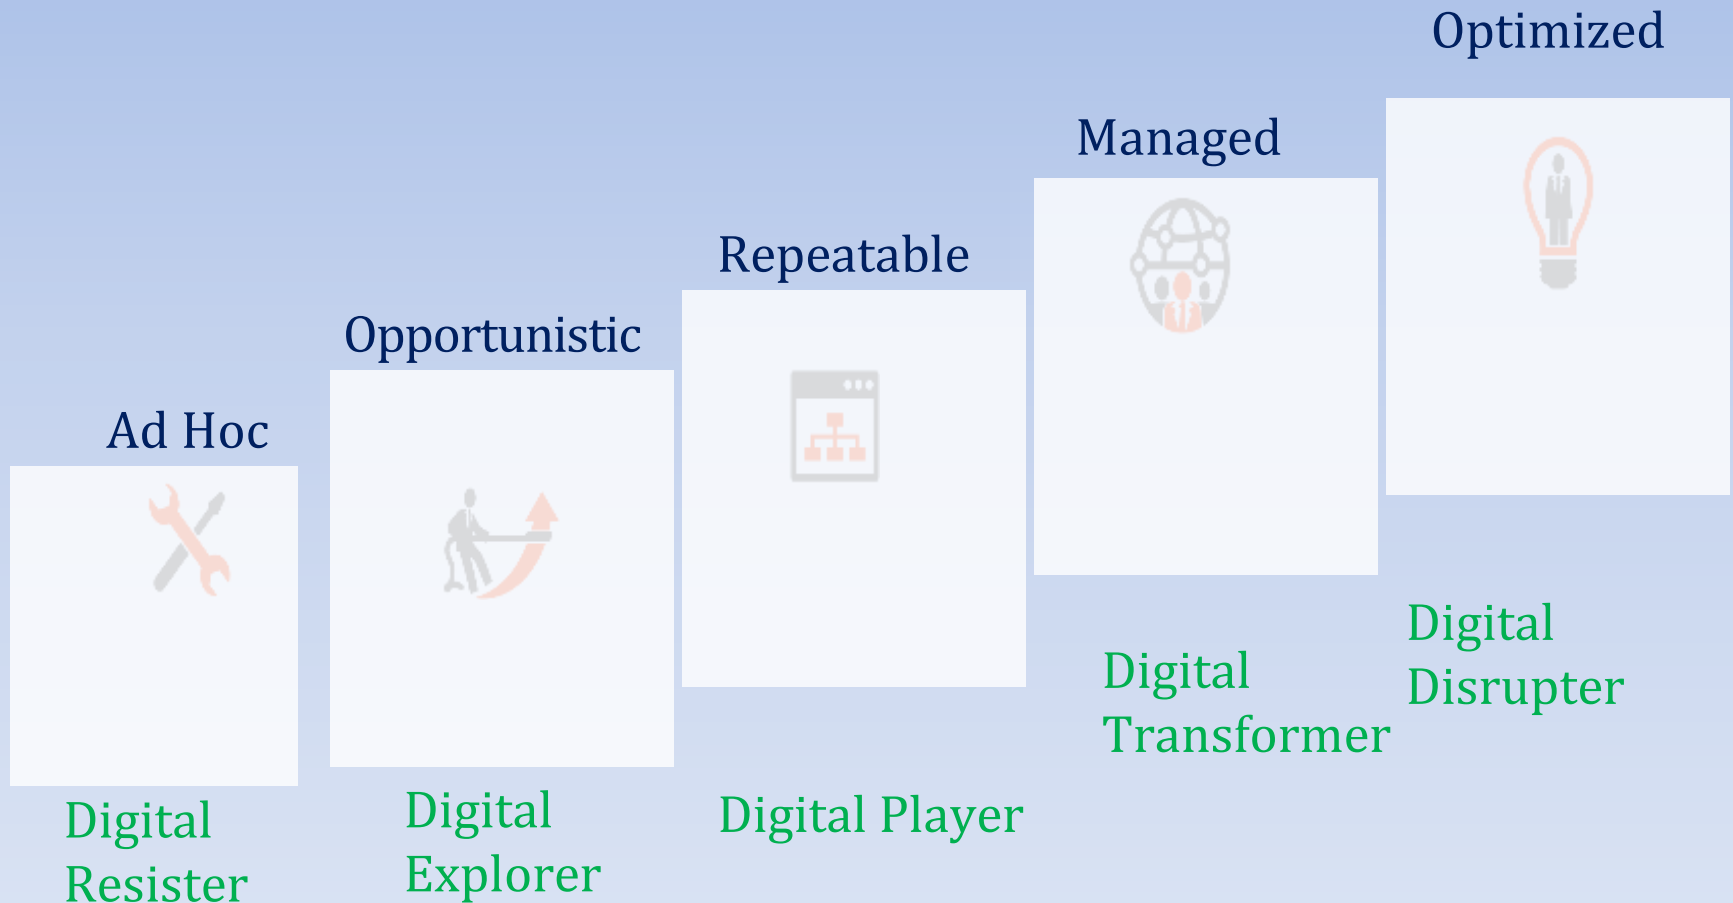 Optimized
Managed
Repeatable
Opportunistic
Ad Hoc
Digital
Disrupter
Digital
Transformer
Digital Player
Digital
Explorer
Digital
Resister